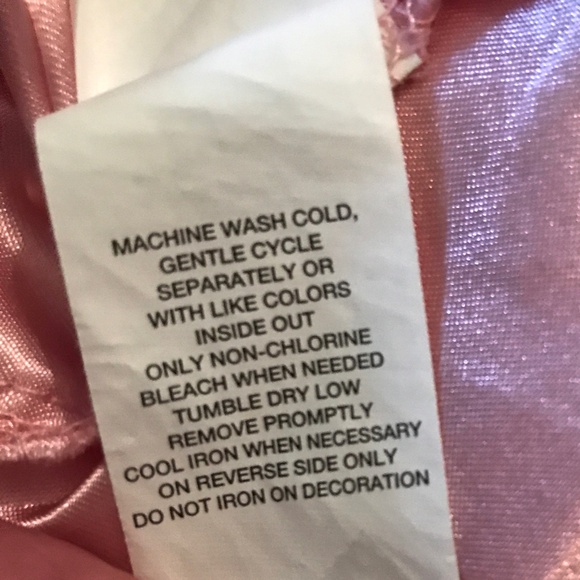 MACHINE WASH COLD,
GENTLE CYCLE
SEPARATELY OR
WITH LIKE COLORS
INSIDE OUT
ONLY NON-CHLORINE
BLEACH WHEN NEEDED
TUMBLE DRY LOW
REMOVE PROMPTLY
COOL IRON WHEN NECESSARY
ON REVERSE SIDE ONLY
DO NOT IRON ON DECORATION